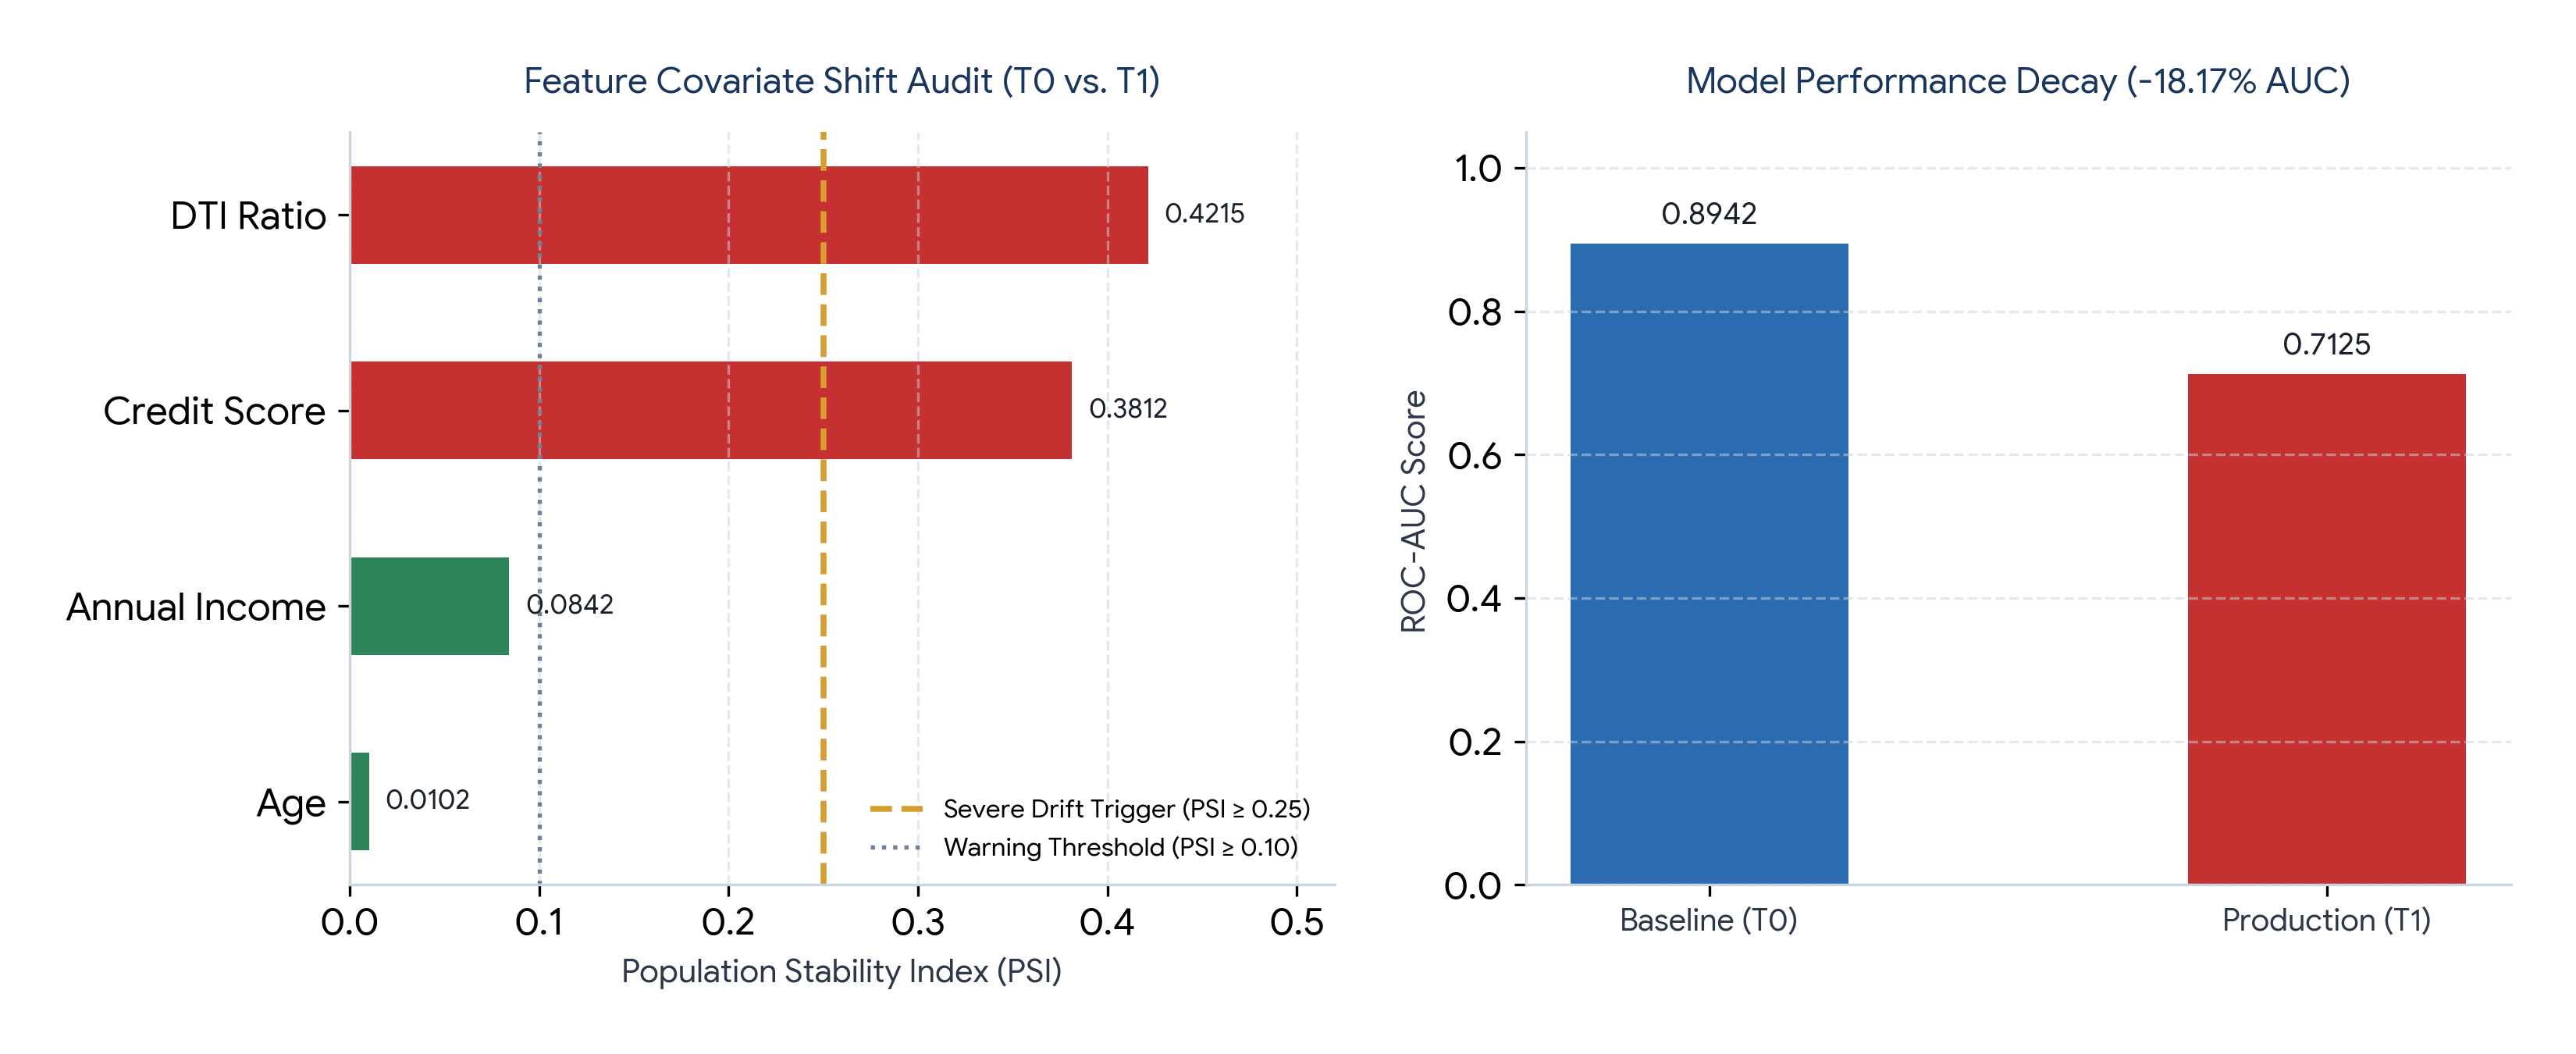 Feature Covariate Shift Audit (T0 vs. T1)
DTI Ratio
0.4215
Credit Score
0.3812
Annual Income
0.0842
Age
0.0102
Severe Drift Trigger (PSI ≥ 0.25)
Warning Threshold (PSI ≥ 0.10)
0.0 0.1 0.2 0.3 0.4 0.5
Population Stability Index (PSI)
Model Performance Decay (-18.17% AUC)
ROC-AUC Score
1.0
0.8
0.6
0.4
0.2
0.0
0.8942
0.7125
Baseline (T0) Production (T1)